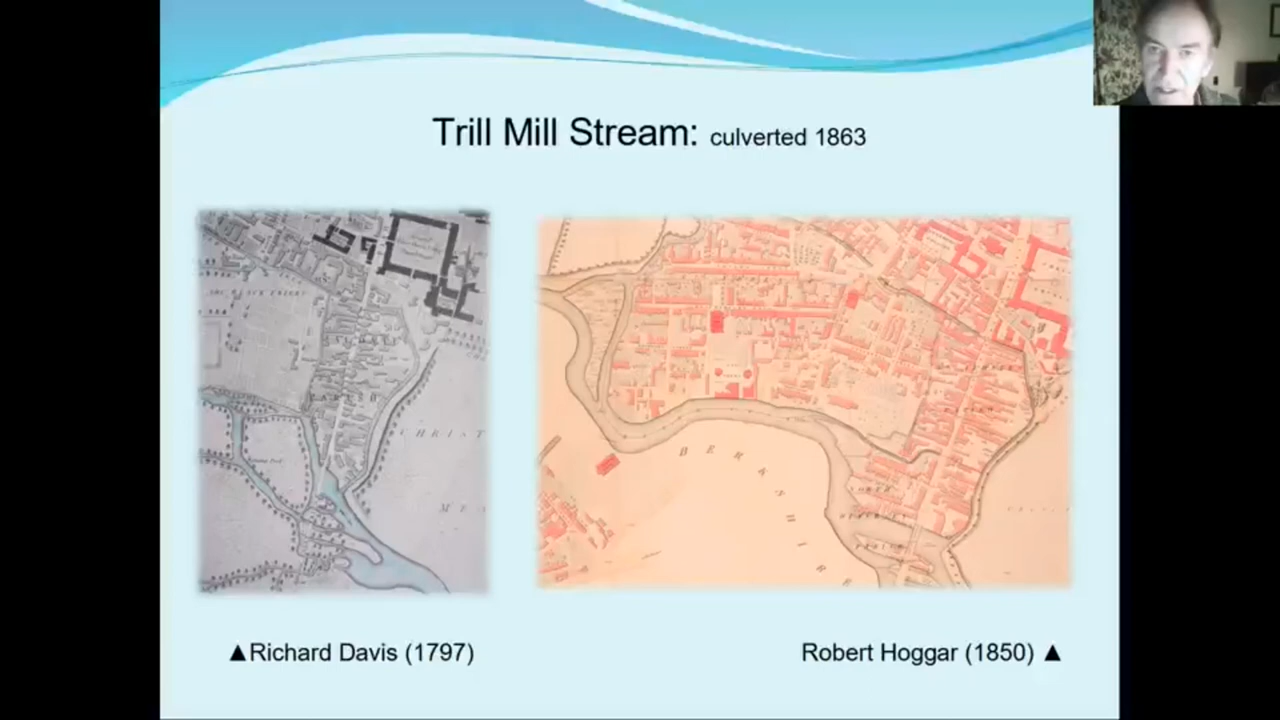 Trill Mill Stream: culverted 1863
B E R K S H I R E
C H R I S T
M E
▲Richard Davis (1797)
Robert Hoggar (1850) ▲